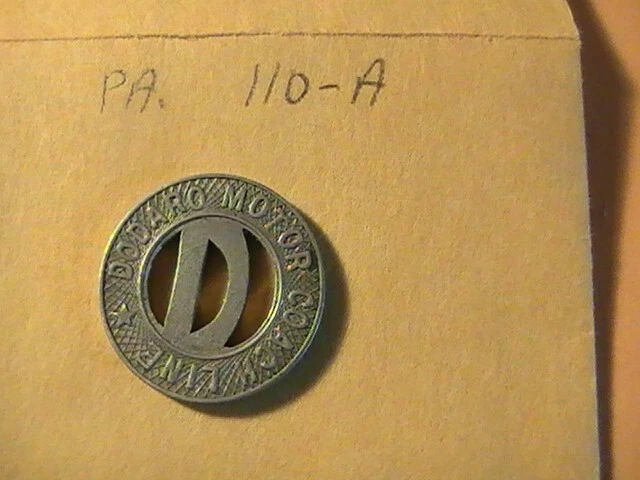 PA. 110-A
DODARO MOTOR COACH LINE
D